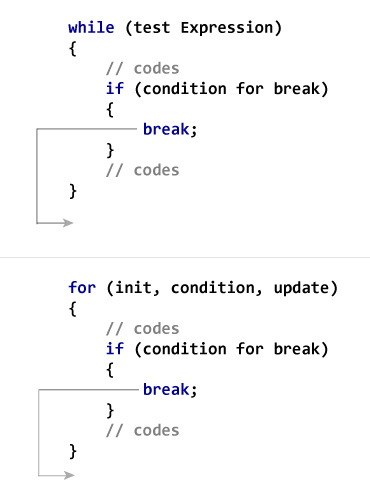 while (test Expression)
{
// codes
if (condition for break)
{
break;
}
// codes
}
for (init, condition, update)
{
// codes
if (condition for break)
{
break;
}
// codes
}